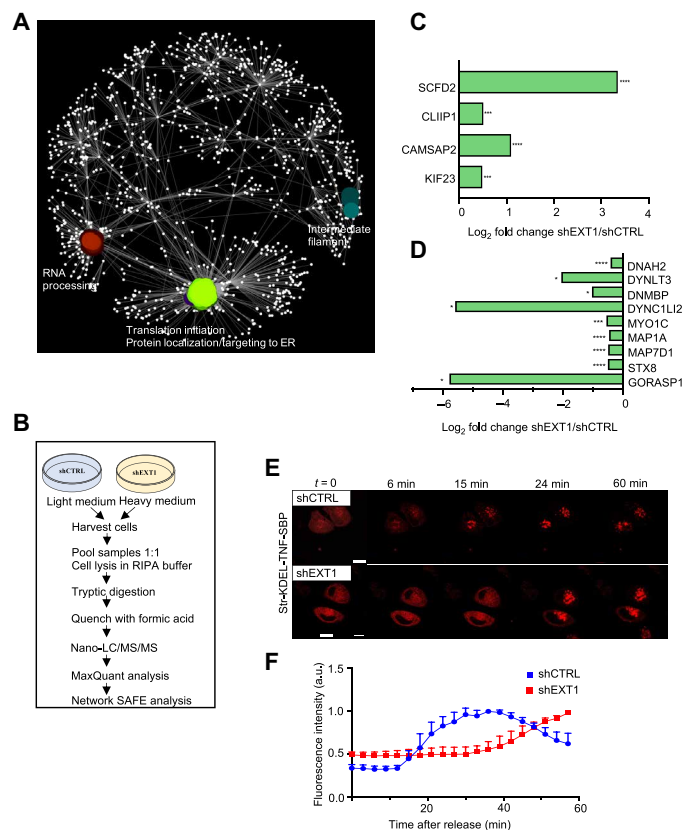 A
RNA
processing
Intermediate
filament
Translation initiation
Protein localization/targeting to ER
B
shCTRL
shEXT1
Light medium Heavy medium
Harvest cells
Pool samples 1:1
Cell lysis in RIPA buffer
Tryptic digestion
Quench with formic acid
Nano-LC/MS/MS
MaxQuant analysis
Network SAFE analysis
C
SCFD2 ****
CLIIP1 ***
CAMSAP2 ****
KIF23 ***
0 1 2 3 4
Log2 fold change shEXT1/shCTRL
D
**** DNAH2
* DYNLT3
* DNMBP
* DYNC1LI2
*** MYO1C
**** MAP1A
**** MAP7D1
**** STX8
* GORASP1
−6 −4 −2 0
Log2 fold change shEXT1/shCTRL
E
t = 0 6 min 15 min 24 min 60 min
shCTRL
shEXT1
Str-KDEL-TNF-SBP
F
shCTRL
shEXT1
Fluorescence intensity (a.u.)
1.5
1.0
0.5
0.0
20 40 60
Time after release (min)